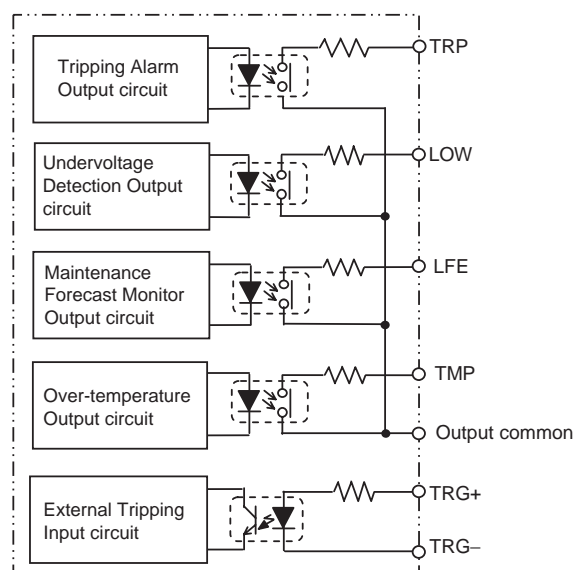 Tripping Alarm
Output circuit
TRP
Undervoltage
Detection Output
circuit
LOW
Maintenance
Forecast Monitor
Output circuit
LFE
Over-temperature
Output circuit
TMP
Output common
External Tripping
Input circuit
TRG+
TRG−